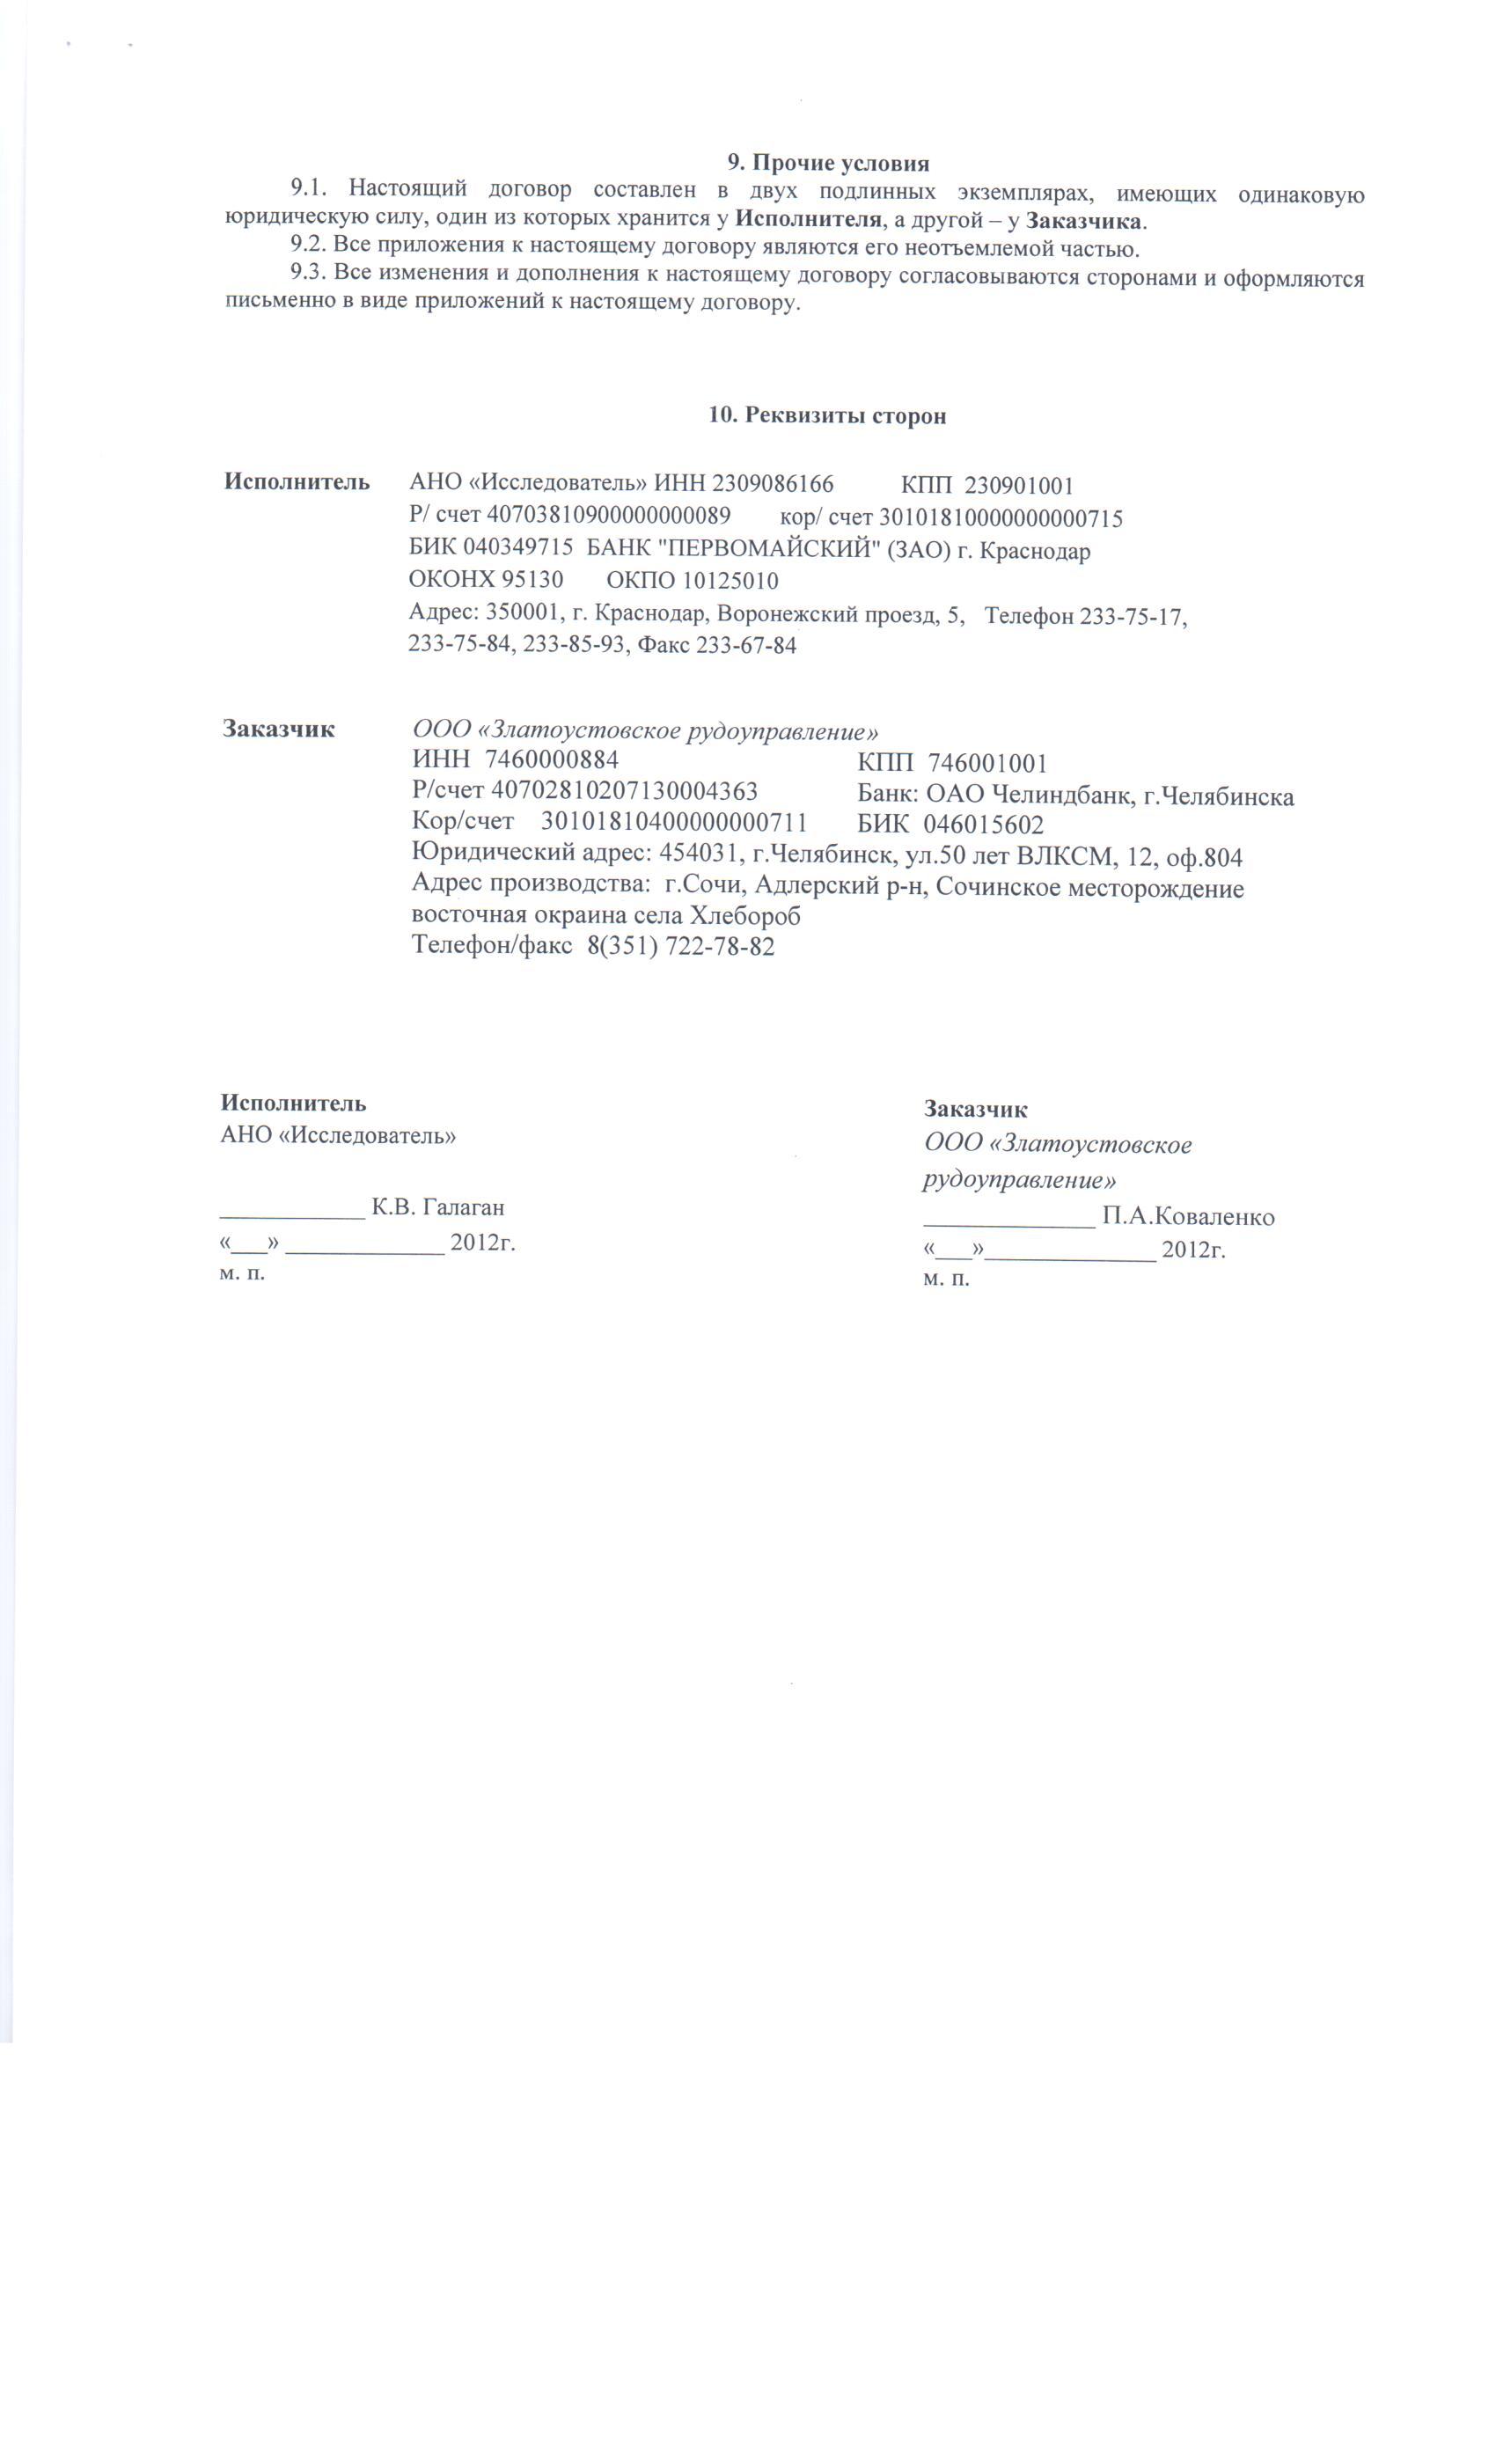 9. Прочие условия
9.1. Настоящий договор составлен в двух подлинных экземплярах, имеющих одинаковую
юридическую силу, один из которых хранится у Исполнителя, а другой – у Заказчика.
9.2. Все приложения к настоящему договору являются его неотъемлемой частью.
9.3. Все изменения и дополнения к настоящему договору согласовываются сторонами и оформляются
письменно в виде приложений к настоящему договору.
10. Реквизиты сторон
Исполнитель АНО «Исследователь» ИНН 2309086166 КПП 230901001
Р/ счет 40703810900000000089 кор/ счет 30101810000000000715
БИК 040349715 БАНК "ПЕРВОМАЙСКИЙ" (ЗАО) г. Краснодар
ОКОНХ 95130 ОКПО 10125010
Адрес: 350001, г. Краснодар, Воронежский проезд, 5, Телефон 233-75-17,
233-75-84, 233-85-93, Факс 233-67-84
Заказчик ООО «Златоустовское рудоуправление»
ИНН 7460000884 КПП 746001001
Р/счет 40702810207130004363 Банк: ОАО Челиндбанк, г.Челябинска
Кор/счет 30101810400000000711 БИК 046015602
Юридический адрес: 454031, г.Челябинск, ул.50 лет ВЛКСМ, 12, оф.804
Адрес производства: г.Сочи, Адлерский р-н, Сочинское месторождение
восточная окраина села Хлебороб
Телефон/факс 8(351) 722-78-82
Исполнитель
АНО «Исследователь»
____________ К.В. Галаган
«___» _____________ 2012г.
м. п.
Заказчик
ООО «Златоустовское
рудоуправление»
______________ П.А.Коваленко
«___»______________ 2012г.
м. п.